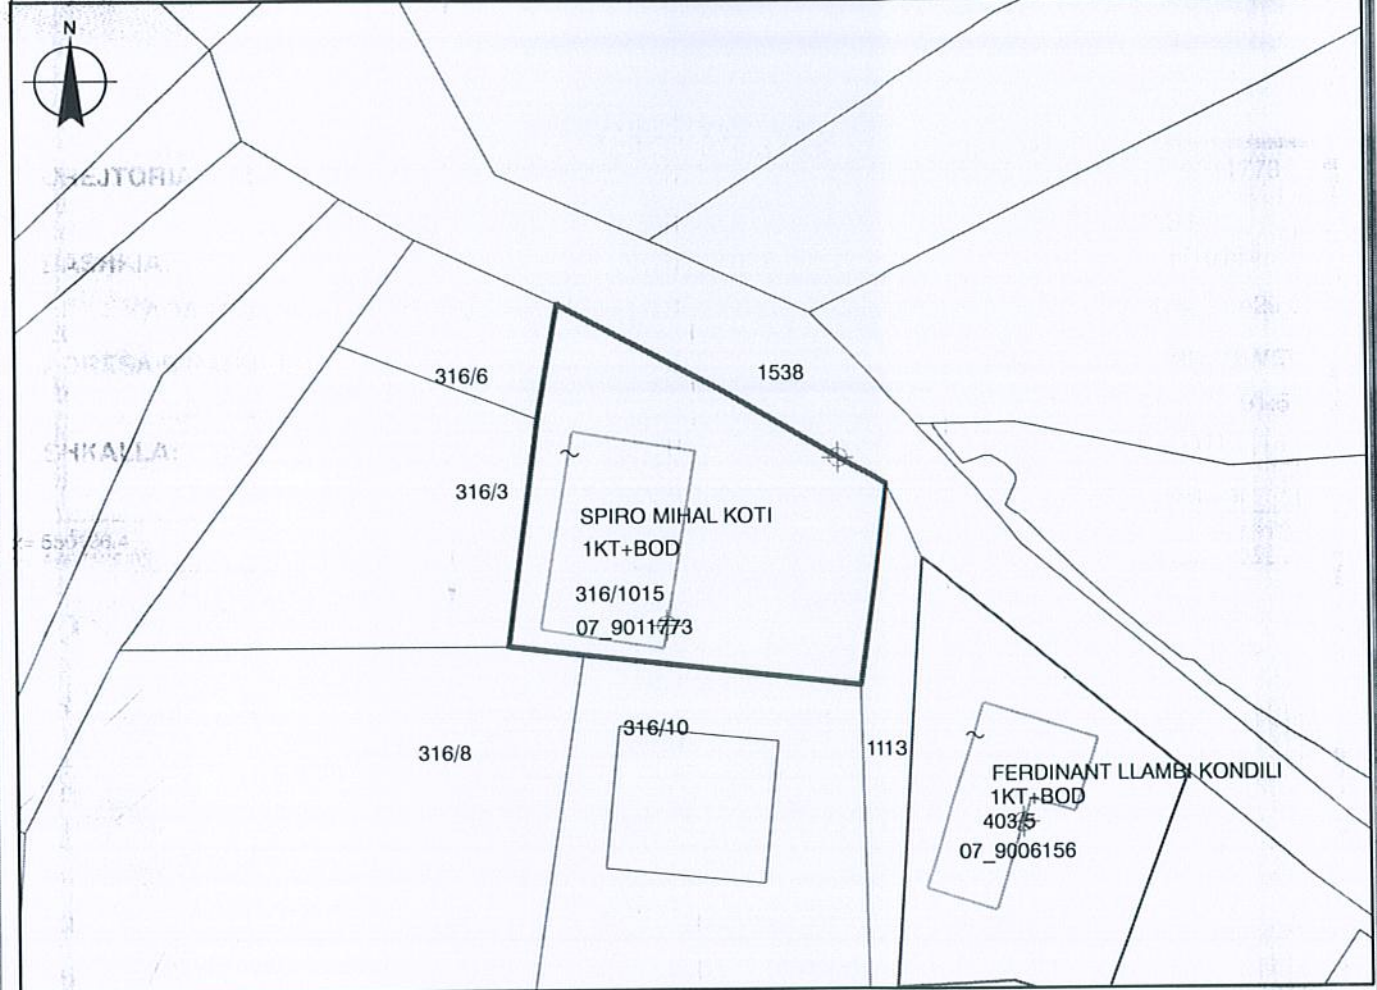 N
316/6
1538
316/3
SPIRO MIHAL KOTI
1KT+BOD
316/1015
07_9011773
316/10
316/8
1113
FERDINANT LLAMBI KONDILI
1KT+BOD
403/5
07_9006156
SHKALLA: